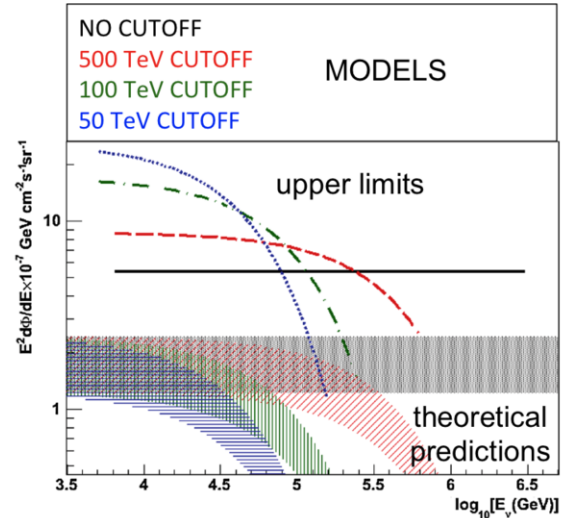 NO CUTOFF
500 TeV CUTOFF
100 TeV CUTOFF
50 TeV CUTOFF
MODELS
upper limits
10
1
E²dΦ/dE×10⁻⁷ GeV cm⁻²s⁻¹sr⁻¹
theoretical
predictions
3.5 4 4.5 5 5.5 6 6.5
log₁₀[Eᵥ(GeV)]